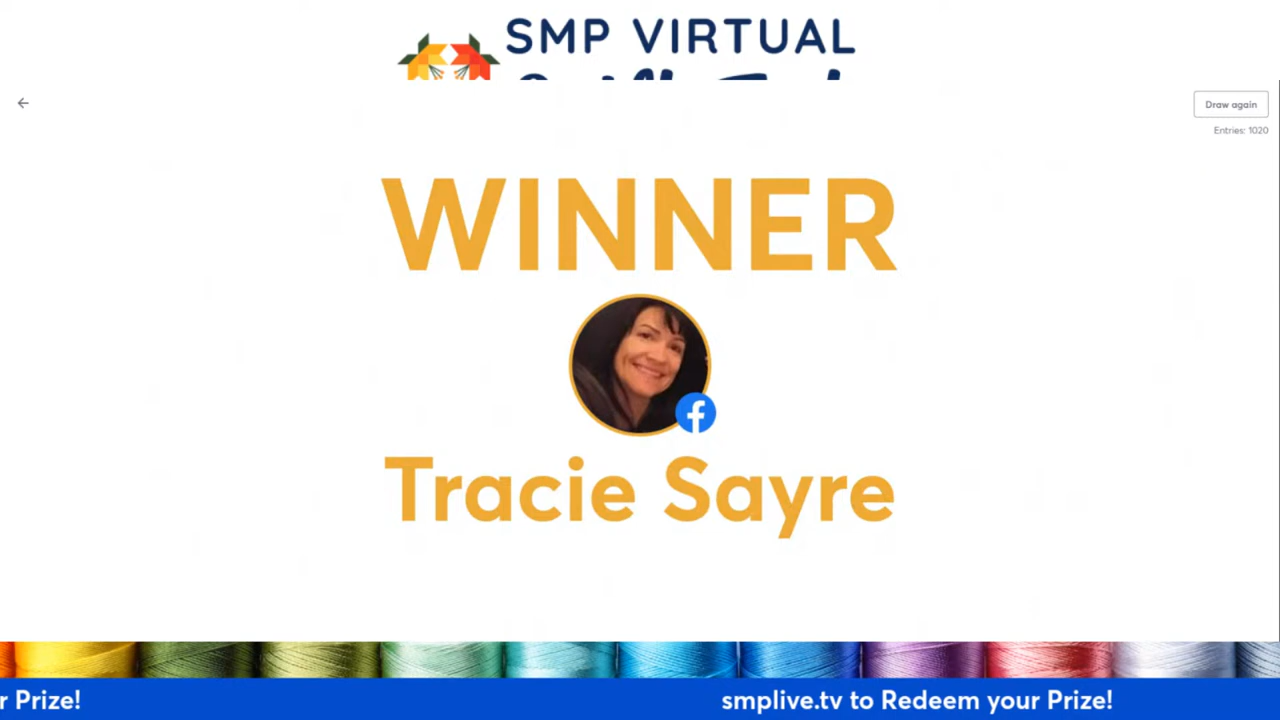 SMP VIRTUAL
Draw again
Entries: 1020
WINNER
Tracie Sayre
r Prize!
smplive.tv to Redeem your Prize!